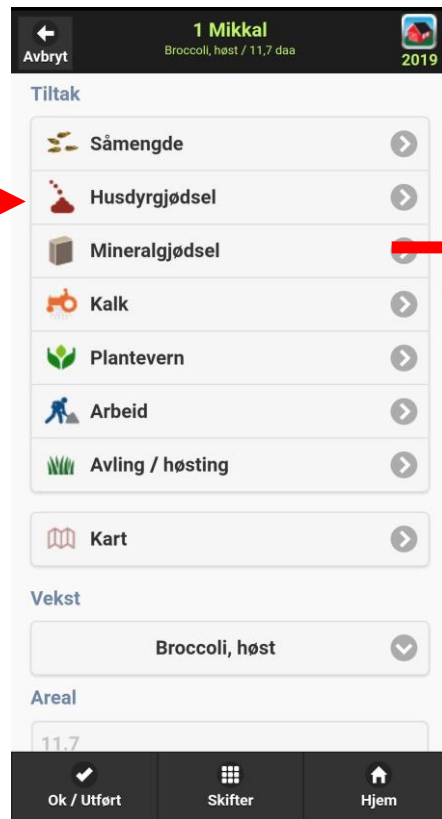 1 Mikkal
Avbryt
Broccoli, høst / 11,7 daa
2019
Tiltak
Såmengde
Husdyrgjødsel
Mineralgjødsel
Kalk
Plantevern
Arbeid
Avling / høsting
Kart
Vekst
Broccoli, høst
Areal
11,7
Ok / Utført
Skifter
Hjem